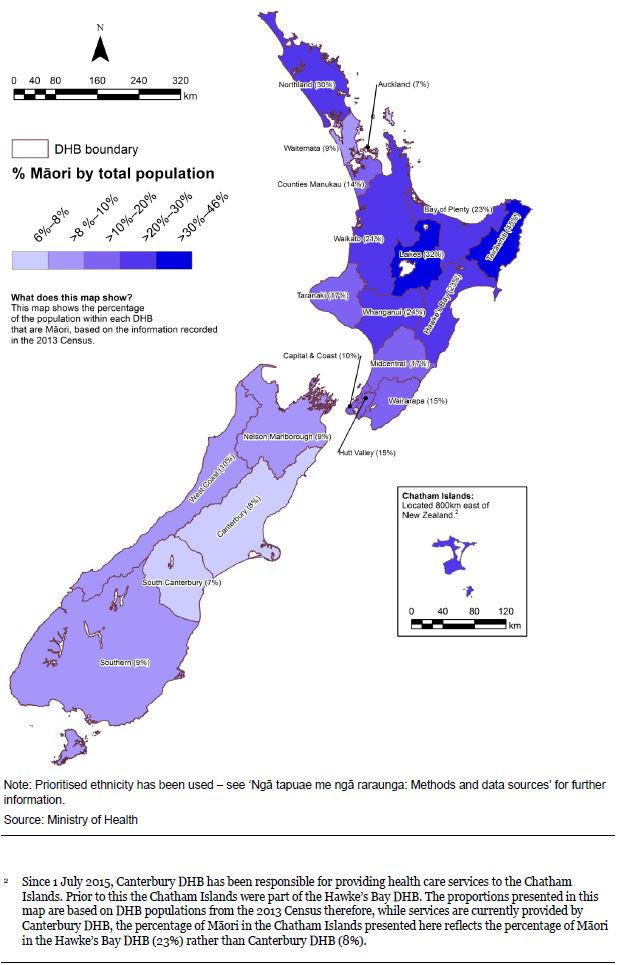 N
0 40 80 160 240 320
km
DHB boundary
% Māori by total population
6%–8%
>8%–10%
>10%–20%
>20%–30%
>30%–46%
What does this map show?
This map shows the percentage
of the population within each DHB
that are Māori, based on the information recorded
in the 2013 Census.
Northland (30%)
Auckland (7%)
Waitemata (9%)
Counties Manukau (14%)
Bay of Plenty (23%)
Waikato (21%)
Lakes (32%)
Taranaki (17%)
Whanganui (24%)
Hawke's Bay (23%)
Capital & Coast (10%)
Midcentral (17%)
Wairarapa (15%)
Hutt Valley (15%)
Nelson Marlborough (9%)
West Coast (10%)
Canterbury (8%)
South Canterbury (7%)
Southern (9%)
Chatham Islands:
Located 800km east of
New Zealand.2
0 40 80 120
km
Note: Prioritised ethnicity has been used – see ‘Ngā tapuae me ngā raraunga: Methods and data sources’ for further
information.
Source: Ministry of Health
2 Since 1 July 2015, Canterbury DHB has been responsible for providing health care services to the Chatham
Islands. Prior to this the Chatham Islands were part of the Hawke’s Bay DHB. The proportions presented in this
map are based on DHB populations from the 2013 Census therefore, while services are currently provided by
Canterbury DHB, the percentage of Māori in the Chatham Islands presented here reflects the percentage of Māori
in the Hawke’s Bay DHB (23%) rather than Canterbury DHB (8%).